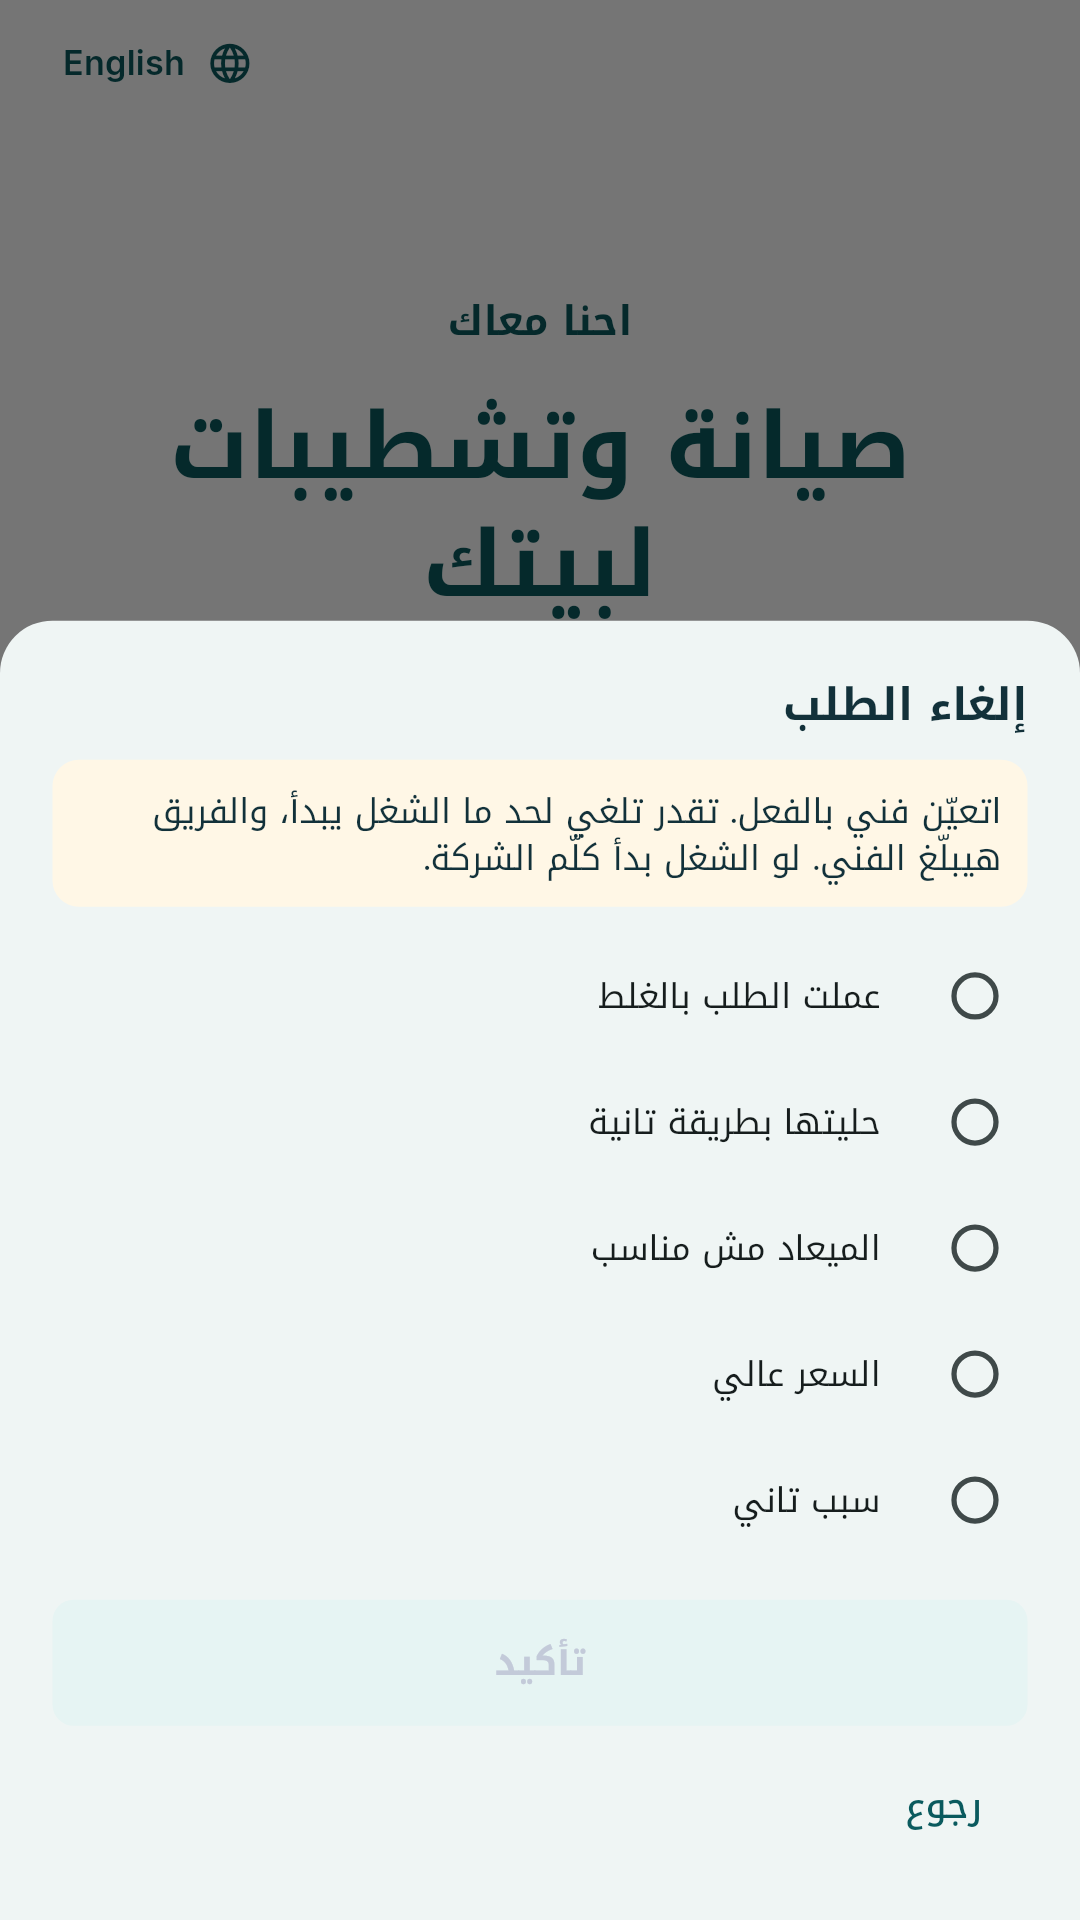 English
احنا معاك
صيانة وتشطيبات
لبيتك
إلغاء الطلب
اتعيّن فني بالفعل. تقدر تلغي لحد ما الشغل يبدأ، والفريق
هيبلّغ الفني. لو الشغل بدأ كلّم الشركة.
عملت الطلب بالغلط
حليتها بطريقة تانية
الميعاد مش مناسب
السعر عالي
سبب تاني
تأكيد
رجوع